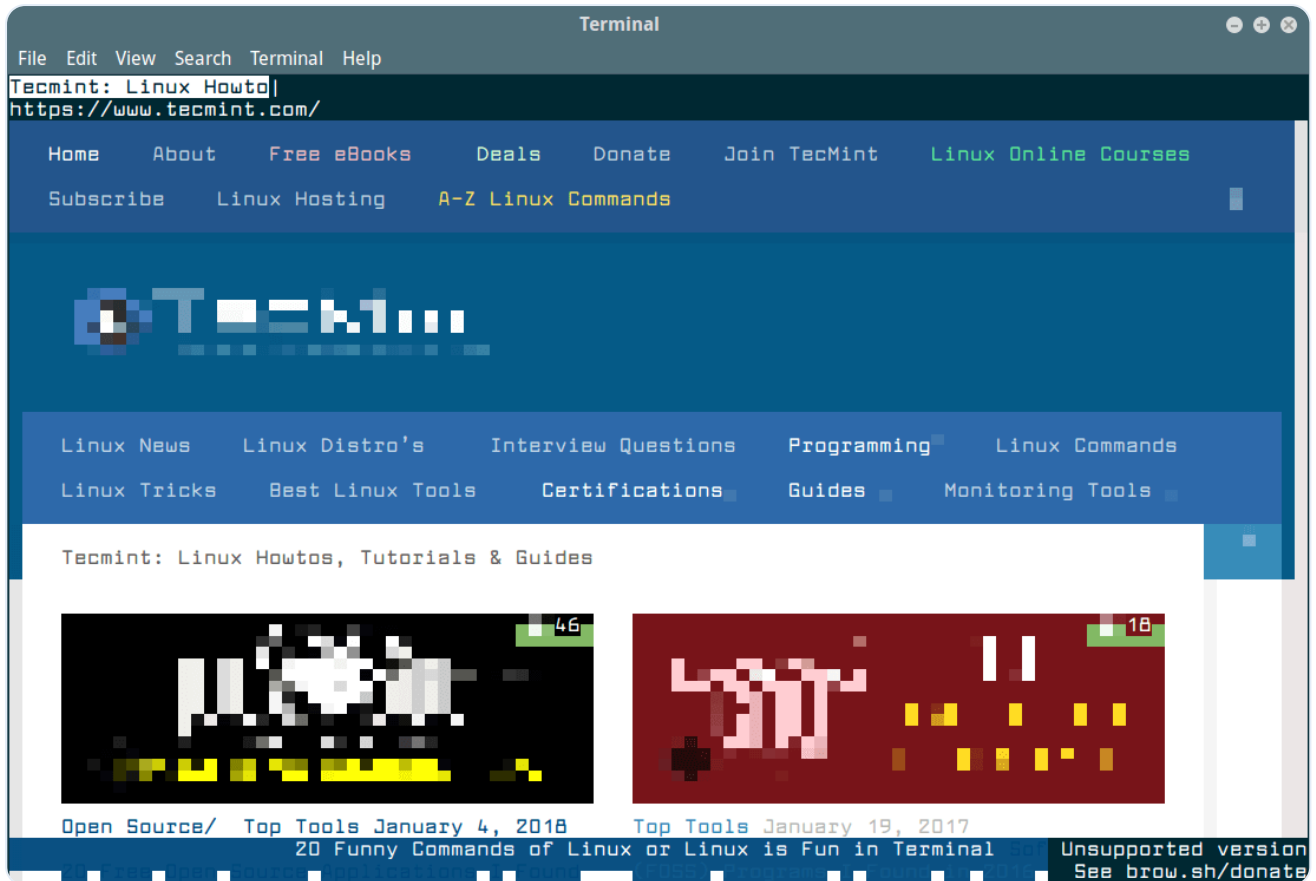 Terminal
File Edit View Search Terminal Help
Tecmint: Linux Howto
https://www.tecmint.com/
Home About Free eBooks Deals Donate Join TecMint Linux Online Courses
Subscribe Linux Hosting A-Z Linux Commands
Linux News Linux Distro's Interview Questions Programming Linux Commands
Linux Tricks Best Linux Tools Certifications Guides Monitoring Tools
Tecmint: Linux Howtos, Tutorials & Guides
46 18
Open Source/ Top Tools January 4, 2018 Top Tools January 19, 2017
20 Funny Commands of Linux or Linux is Fun in Terminal Unsupported version
See brow.sh/donate